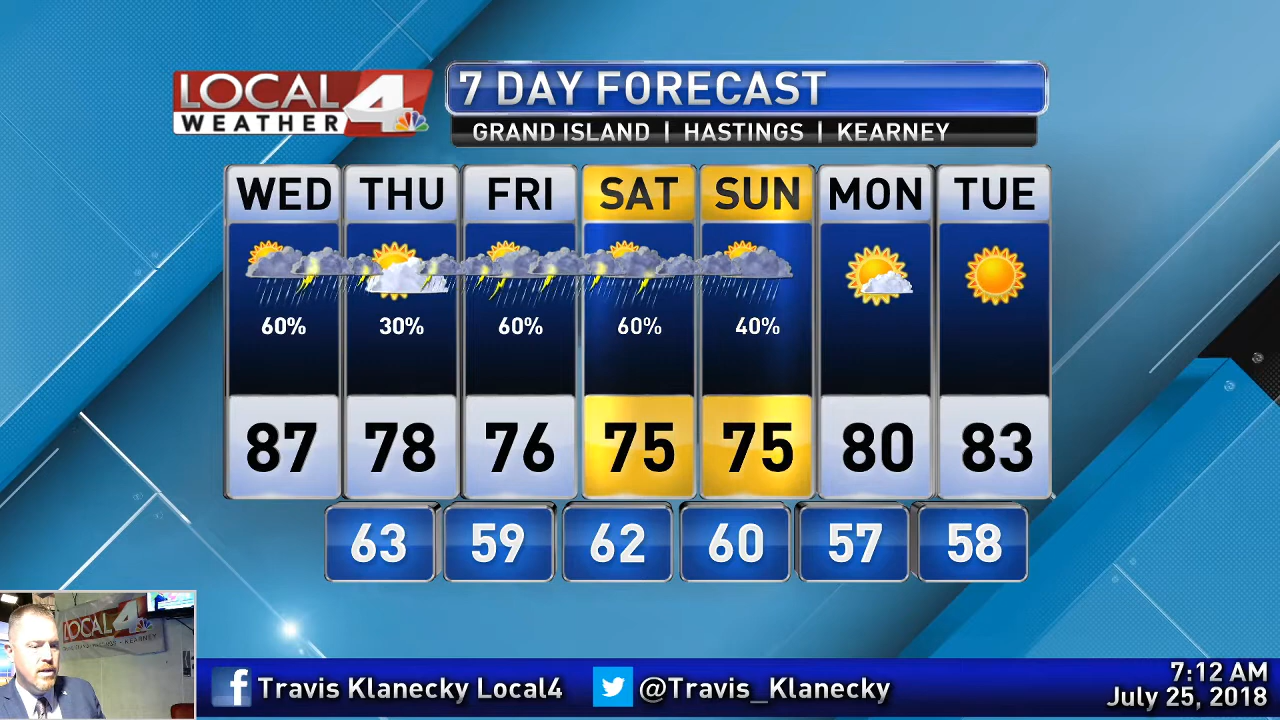 LOCAL 4
WEATHER
7 DAY FORECAST
GRAND ISLAND | HASTINGS | KEARNEY
WED THU FRI SAT SUN MON TUE
60% 30% 60% 60% 40%
87 78 76 75 75 80 83
63 59 62 60 57 58
LOCAL 4
Travis Klanecky Local4 @Travis_Klanecky
7:12 AM
July 25, 2018